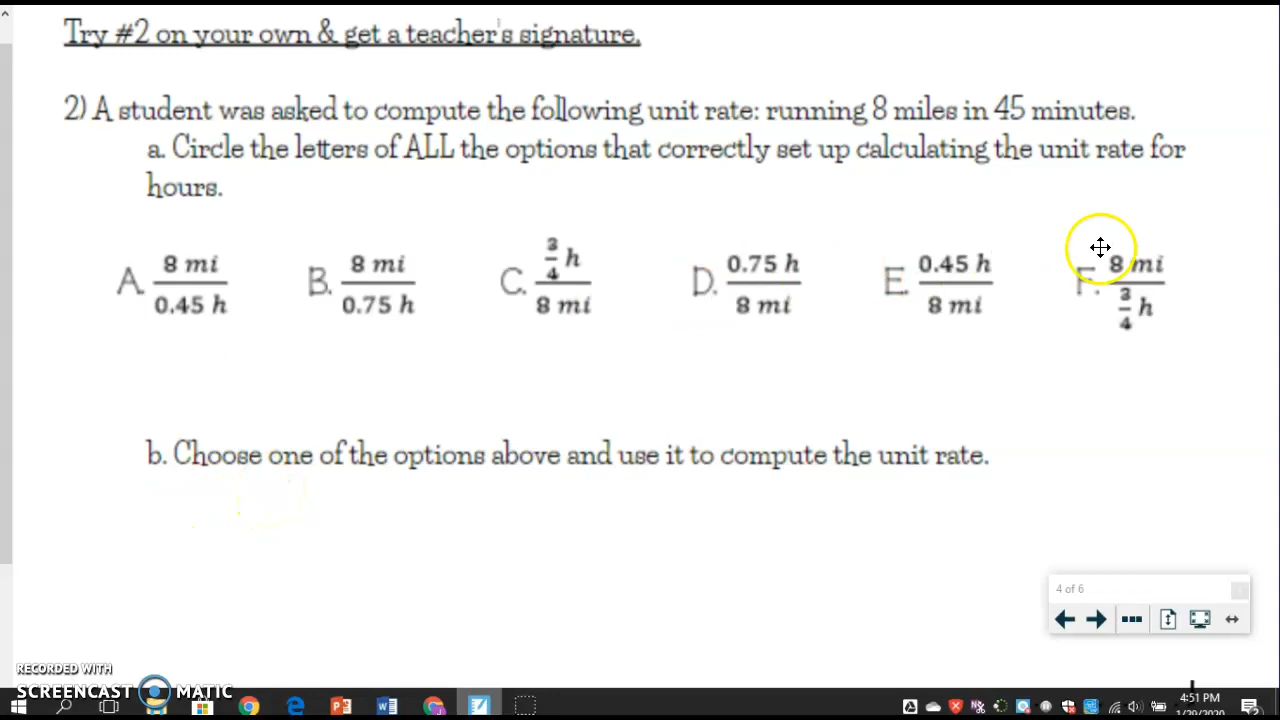 Try #2 on your own & get a teacher's signature.
2) A student was asked to compute the following unit rate: running 8 miles in 45 minutes.
a. Circle the letters of ALL the options that correctly set up calculating the unit rate for
hours.
A. 8 mi / 0.45 h B. 8 mi / 0.75 h C. 3/4 h / 8 mi D. 0.75 h / 8 mi E. 0.45 h / 8 mi F. 8 mi / 3/4 h
b. Choose one of the options above and use it to compute the unit rate.
4 of 6
RECORDED WITH
SCREENCAST MATIC
4:51 PM
1/29/2020